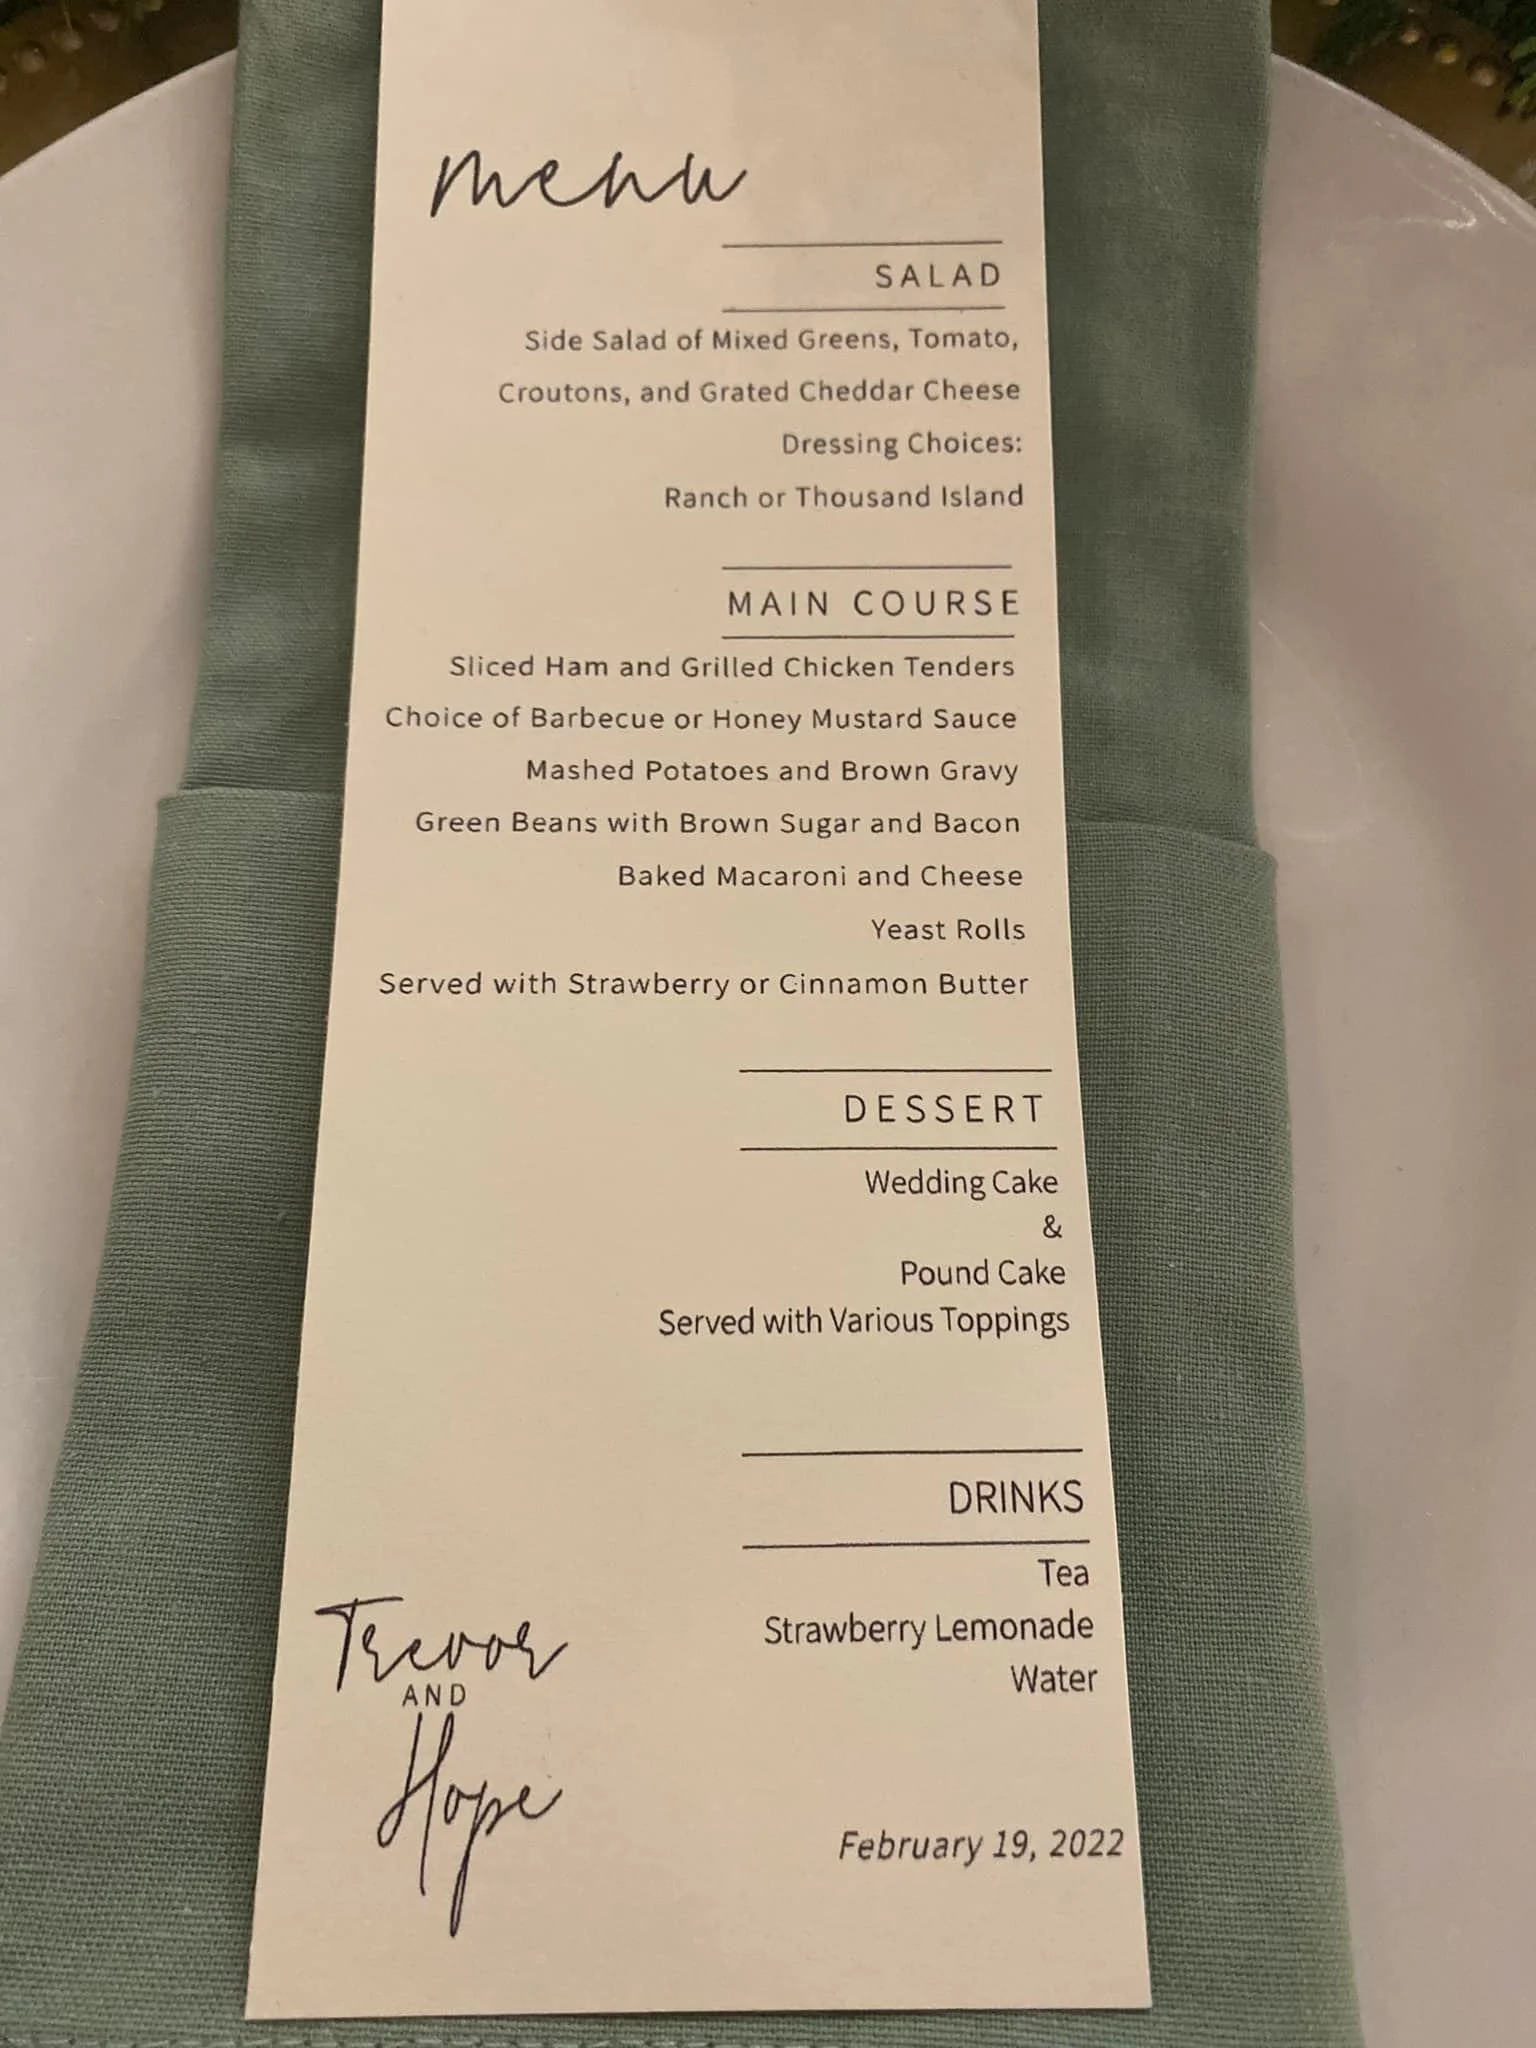 menu
SALAD
Side Salad of Mixed Greens, Tomato,
Croutons, and Grated Cheddar Cheese
Dressing Choices:
Ranch or Thousand Island
MAIN COURSE
Sliced Ham and Grilled Chicken Tenders
Choice of Barbecue or Honey Mustard Sauce
Mashed Potatoes and Brown Gravy
Green Beans with Brown Sugar and Bacon
Baked Macaroni and Cheese
Yeast Rolls
Served with Strawberry or Cinnamon Butter
DESSERT
Wedding Cake
&
Pound Cake
Served with Various Toppings
DRINKS
Tea
Strawberry Lemonade
Water
Trevor
AND
Hope
February 19, 2022